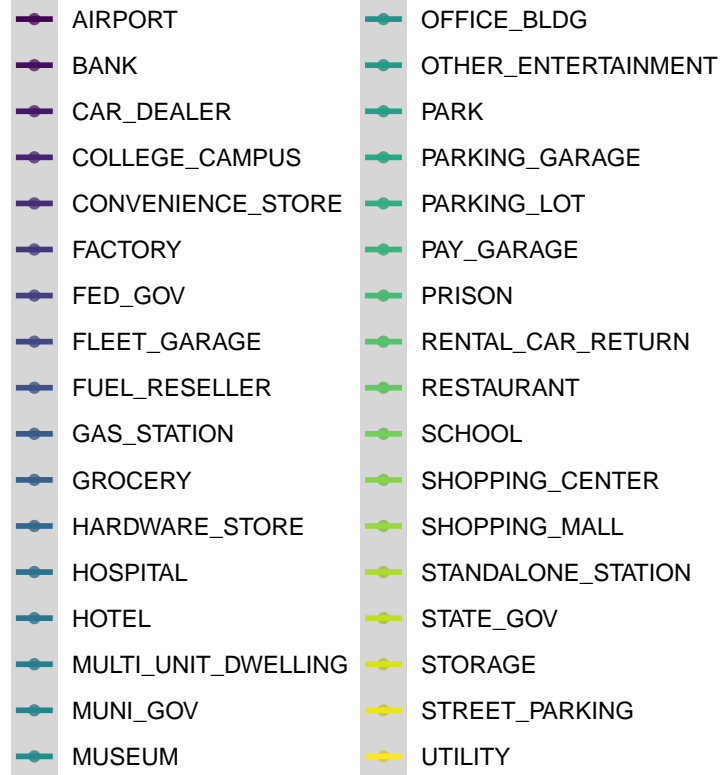 AIRPORT
BANK
CAR_DEALER
COLLEGE_CAMPUS
CONVENIENCE_STORE
FACTORY
FED_GOV
FLEET_GARAGE
FUEL_RESELLER
GAS_STATION
GROCERY
HARDWARE_STORE
HOSPITAL
HOTEL
MULTI_UNIT_DWELLING
MUNI_GOV
MUSEUM
OFFICE_BLDG
OTHER_ENTERTAINMENT
PARK
PARKING_GARAGE
PARKING_LOT
PAY_GARAGE
PRISON
RENTAL_CAR_RETURN
RESTAURANT
SCHOOL
SHOPPING_CENTER
SHOPPING_MALL
STANDALONE_STATION
STATE_GOV
STORAGE
STREET_PARKING
UTILITY